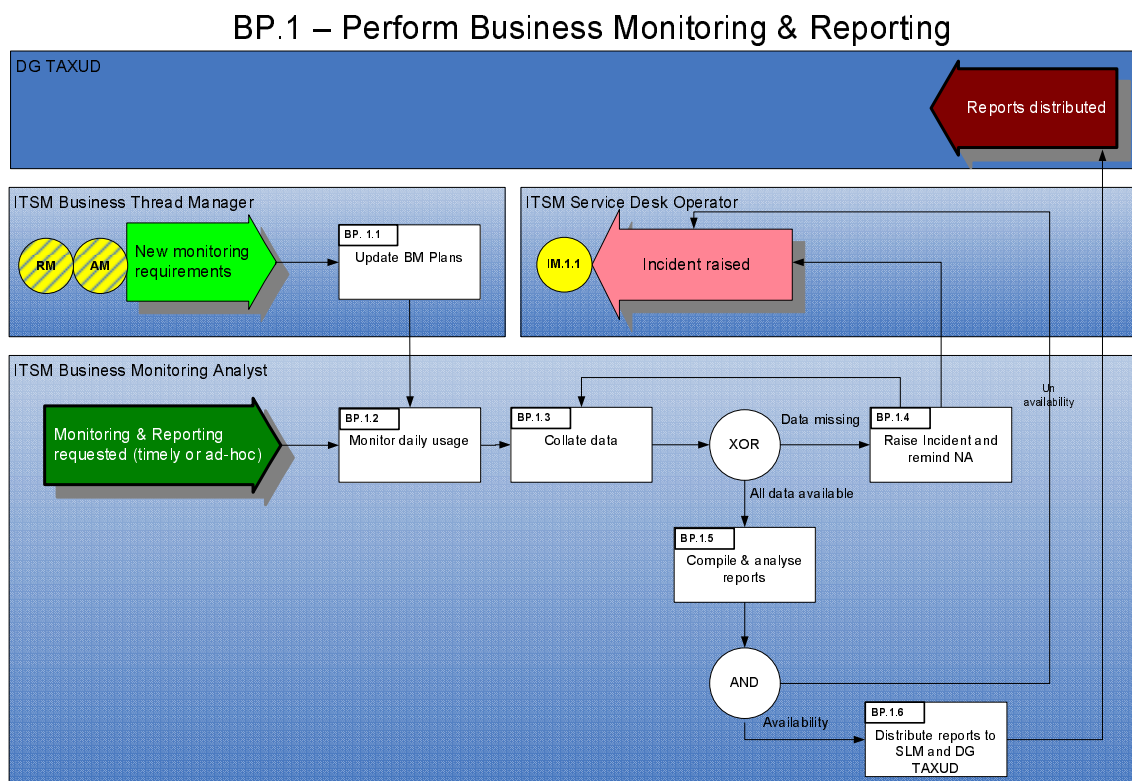 BP.1 – Perform Business Monitoring & Reporting
DG TAXUD
Reports distributed
ITSM Business Thread Manager
RM
AM
New monitoring
requirements
BP. 1.1
Update BM Plans
ITSM Service Desk Operator
IM.1.1
Incident raised
ITSM Business Monitoring Analyst
Monitoring & Reporting
requested (timely or ad-hoc)
BP.1.2
Monitor daily usage
BP.1.3
Collate data
XOR
Data missing
BP.1.4
Raise Incident and
remind NA
Un
availability
All data available
BP.1.5
Compile & analyse
reports
AND
Availability
BP.1.6
Distribute reports to
SLM and DG
TAXUD